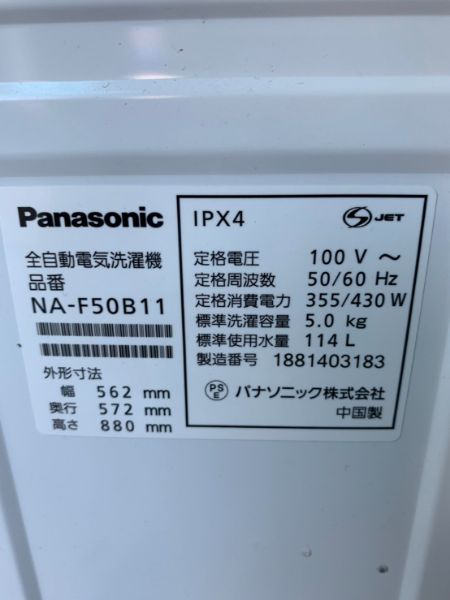 Panasonic
全自動電気洗濯機
品番
NA-F50B11
外形寸法
幅 562 mm
奥行 572 mm
高さ 880 mm
IPX4
S JET
定格電圧 100 V ～
定格周波数 50/60 Hz
定格消費電力 355/430 W
標準洗濯容量 5.0 kg
標準使用水量 114 L
製造番号 1881403183
PSE パナソニック株式会社
中国製